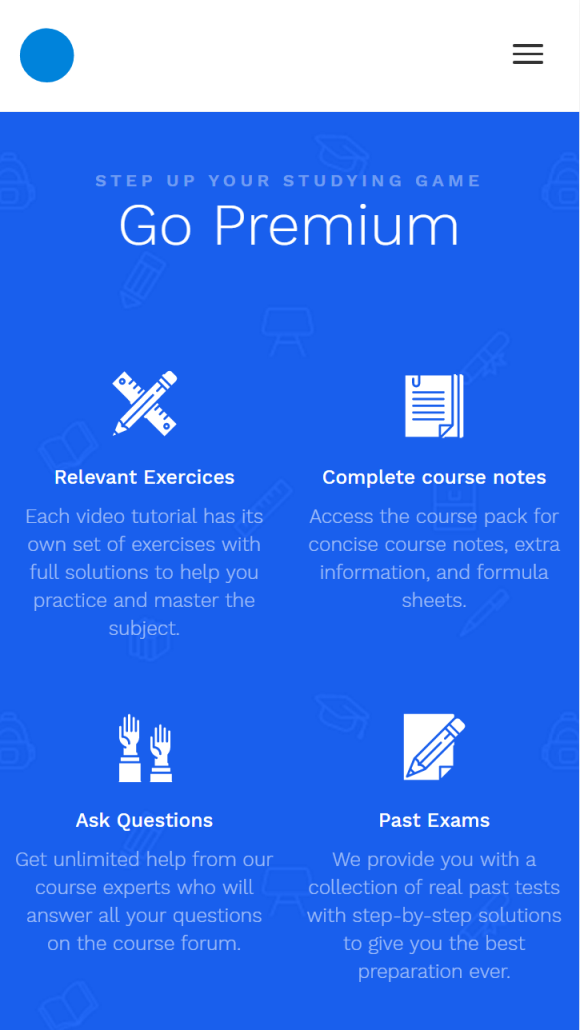 STEP UP YOUR STUDYING GAME
Go Premium
Relevant Exercices
Each video tutorial has its
own set of exercises with
full solutions to help you
practice and master the
subject.
Complete course notes
Access the course pack for
concise course notes, extra
information, and formula
sheets.
Ask Questions
Get unlimited help from our
course experts who will
answer all your questions
on the course forum.
Past Exams
We provide you with a
collection of real past tests
with step-by-step solutions
to give you the best
preparation ever.